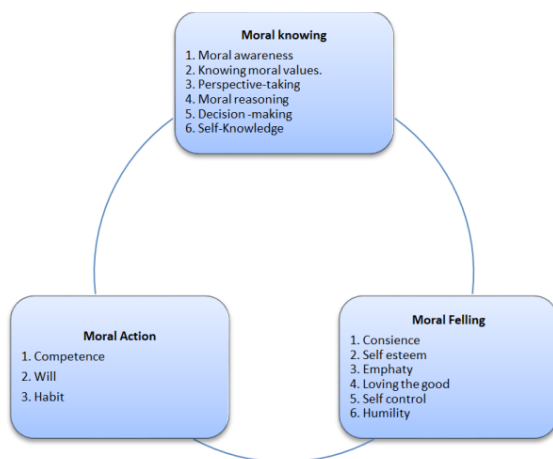 Moral knowing
1. Moral awareness
2. Knowing moral values.
3. Perspective-taking
4. Moral reasoning
5. Decision -making
6. Self-Knowledge
Moral Action
1. Competence
2. Will
3. Habit
Moral Felling
1. Consience
2. Self esteem
3. Emphaty
4. Loving the good
5. Self control
6. Humility